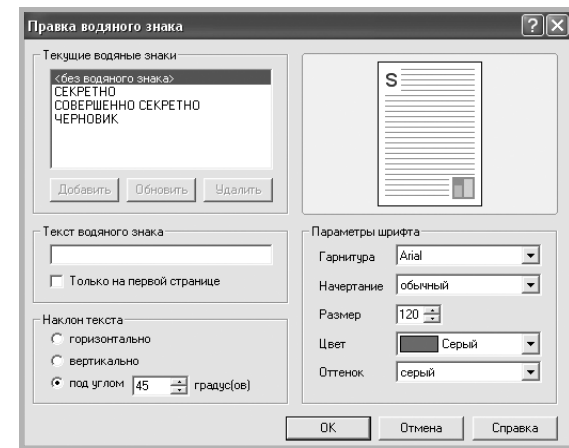 Правка водяного знака
Текущие водяные знаки
<без водяного знака>
СЕКРЕТНО
СОВЕРШЕННО СЕКРЕТНО
ЧЕРНОВИК
Добавить Обновить Удалить
S
Текст водяного знака
Только на первой странице
Наклон текста
горизонтально
вертикально
под углом 45 градус(ов)
Параметры шрифта
Гарнитура Arial
Начертание обычный
Размер 120
Цвет Серый
Оттенок серый
OK Отмена Справка